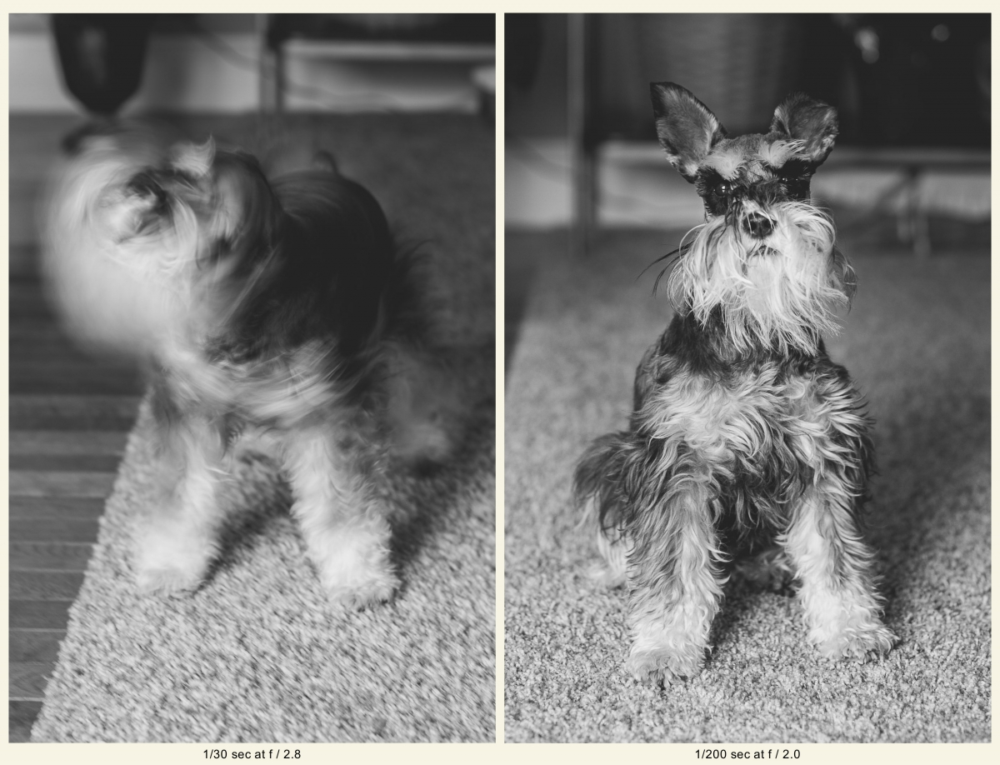 1/30 sec at f / 2.8
1/200 sec at f / 2.0